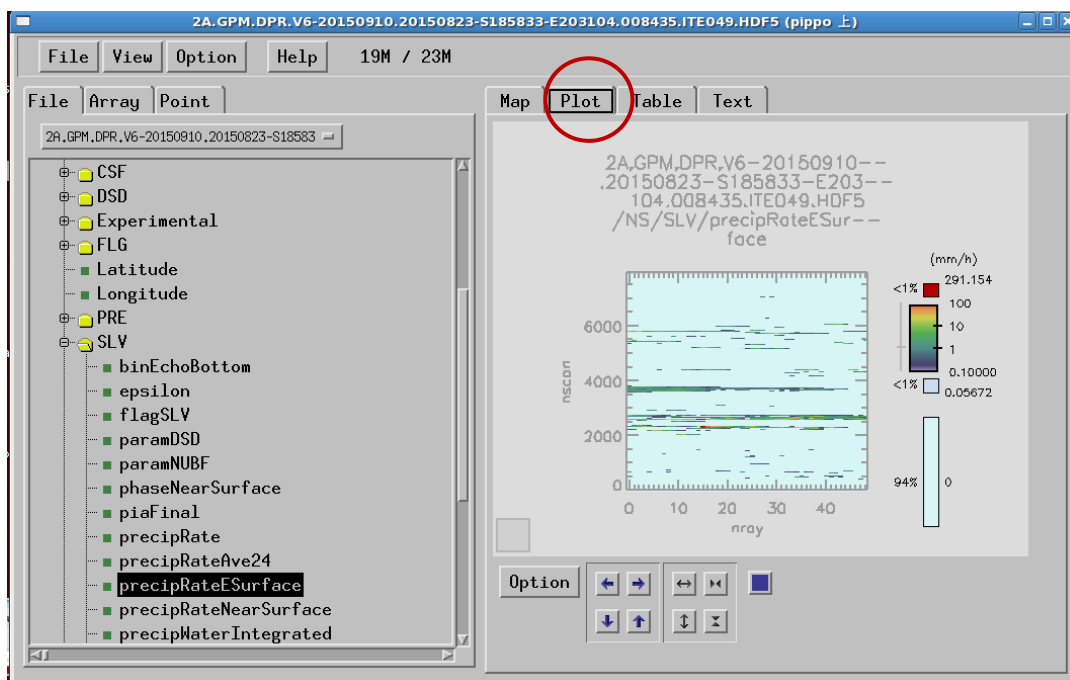 2A.GPM.DPR.V6-20150910.20150823-S185833-E203104.008435.ITE049.HDF5 (pippo 上)
File View Option Help 19M / 23M
File Array Point
2A.GPM.DPR.V6-20150910.20150823-S18583
CSF
DSD
Experimental
FLG
Latitude
Longitude
PRE
SLV
binEchoBottom
epsilon
flagSLV
paramDSD
paramNUBF
phaseNearSurface
piaFinal
precipRate
precipRateAve24
precipRateESurface
precipRateNearSurface
precipWaterIntegrated
Map Plot Table Text
2A.GPM.DPR.V6-20150910--
.20150823-S185833-E203--
104.008435.ITE049.HDF5
/NS/SLV/precipRateESur--
face
(mm/h)
<1% 291.154
100
10
1
0.10000
<1% 0.05672
94% 0
6000
4000
2000
0
nscan
0 10 20 30 40
nray
Option